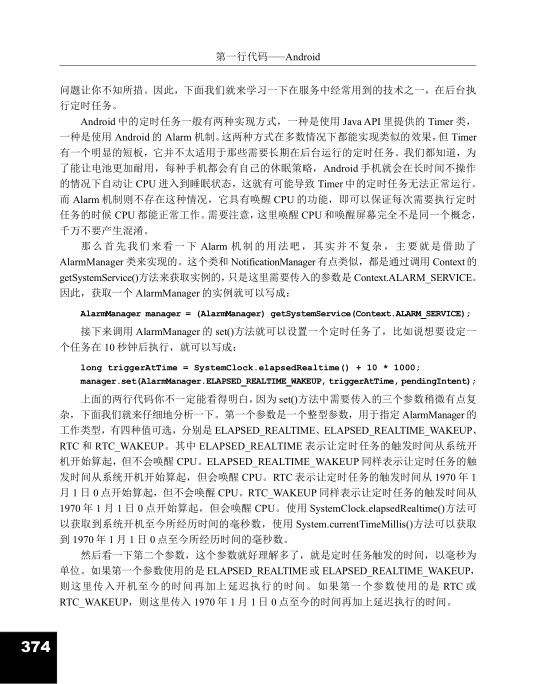 第一行代码——Android
问题让你不知所措。因此，下面我们就来学习一下在服务中经常用到的技术之一，在后台执
行定时任务。
Android 中的定时任务一般有两种实现方式，一种是使用 Java API 里提供的 Timer 类，
一种是使用 Android 的 Alarm 机制。这两种方式在多数情况下都能实现类似的效果，但 Timer
有一个明显的短板，它并不太适用于那些需要长期在后台运行的定时任务。我们都知道，为
了能让电池更加耐用，每种手机都会有自己的休眠策略，Android 手机就会在长时间不操作
的情况下自动让 CPU 进入到睡眠状态，这就有可能导致 Timer 中的定时任务无法正常运行。
而 Alarm 机制则不存在这种情况，它具有唤醒 CPU 的功能，即可以保证每次需要执行定时
任务的时候 CPU 都能正常工作。需要注意，这里唤醒 CPU 和唤醒屏幕完全不是同一个概念，
千万不要产生混淆。
那么首先我们来看一下 Alarm 机制的用法吧，其实并不复杂，主要就是借助了
AlarmManager 类来实现的。这个类和 NotificationManager 有点类似，都是通过调用 Context 的
getSystemService()方法来获取实例的，只是这里需要传入的参数是 Context.ALARM_SERVICE。
因此，获取一个 AlarmManager 的实例就可以写成：
AlarmManager manager = (AlarmManager) getSystemService(Context.ALARM_SERVICE);
接下来调用 AlarmManager 的 set()方法就可以设置一个定时任务了，比如说想要设定一
个任务在 10 秒钟后执行，就可以写成：
long triggerAtTime = SystemClock.elapsedRealtime() + 10 * 1000;
manager.set(AlarmManager.ELAPSED_REALTIME_WAKEUP, triggerAtTime, pendingIntent);
上面的两行代码你不一定能看得明白，因为 set()方法中需要传入的三个参数稍微有点复
杂，下面我们就来仔细地分析一下。第一个参数是一个整型参数，用于指定 AlarmManager 的
工作类型，有四种值可选，分别是 ELAPSED_REALTIME、ELAPSED_REALTIME_WAKEUP、
RTC 和 RTC_WAKEUP。其中 ELAPSED_REALTIME 表示让定时任务的触发时间从系统开
机开始算起，但不会唤醒 CPU。ELAPSED_REALTIME_WAKEUP 同样表示让定时任务的触
发时间从系统开机开始算起，但会唤醒 CPU。RTC 表示让定时任务的触发时间从 1970 年 1
月 1 日 0 点开始算起，但不会唤醒 CPU。RTC_WAKEUP 同样表示让定时任务的触发时间从
1970 年 1 月 1 日 0 点开始算起，但会唤醒 CPU。使用 SystemClock.elapsedRealtime()方法可
以获取到系统开机至今所经历时间的毫秒数，使用 System.currentTimeMillis()方法可以获取
到 1970 年 1 月 1 日 0 点至今所经历时间的毫秒数。
然后看一下第二个参数，这个参数就好理解多了，就是定时任务触发的时间，以毫秒为
单位。如果第一个参数使用的是 ELAPSED_REALTIME 或 ELAPSED_REALTIME_WAKEUP，
则这里传入开机至今的时间再加上延迟执行的时间。如果第一个参数使用的是 RTC 或
RTC_WAKEUP，则这里传入 1970 年 1 月 1 日 0 点至今的时间再加上延迟执行的时间。
374